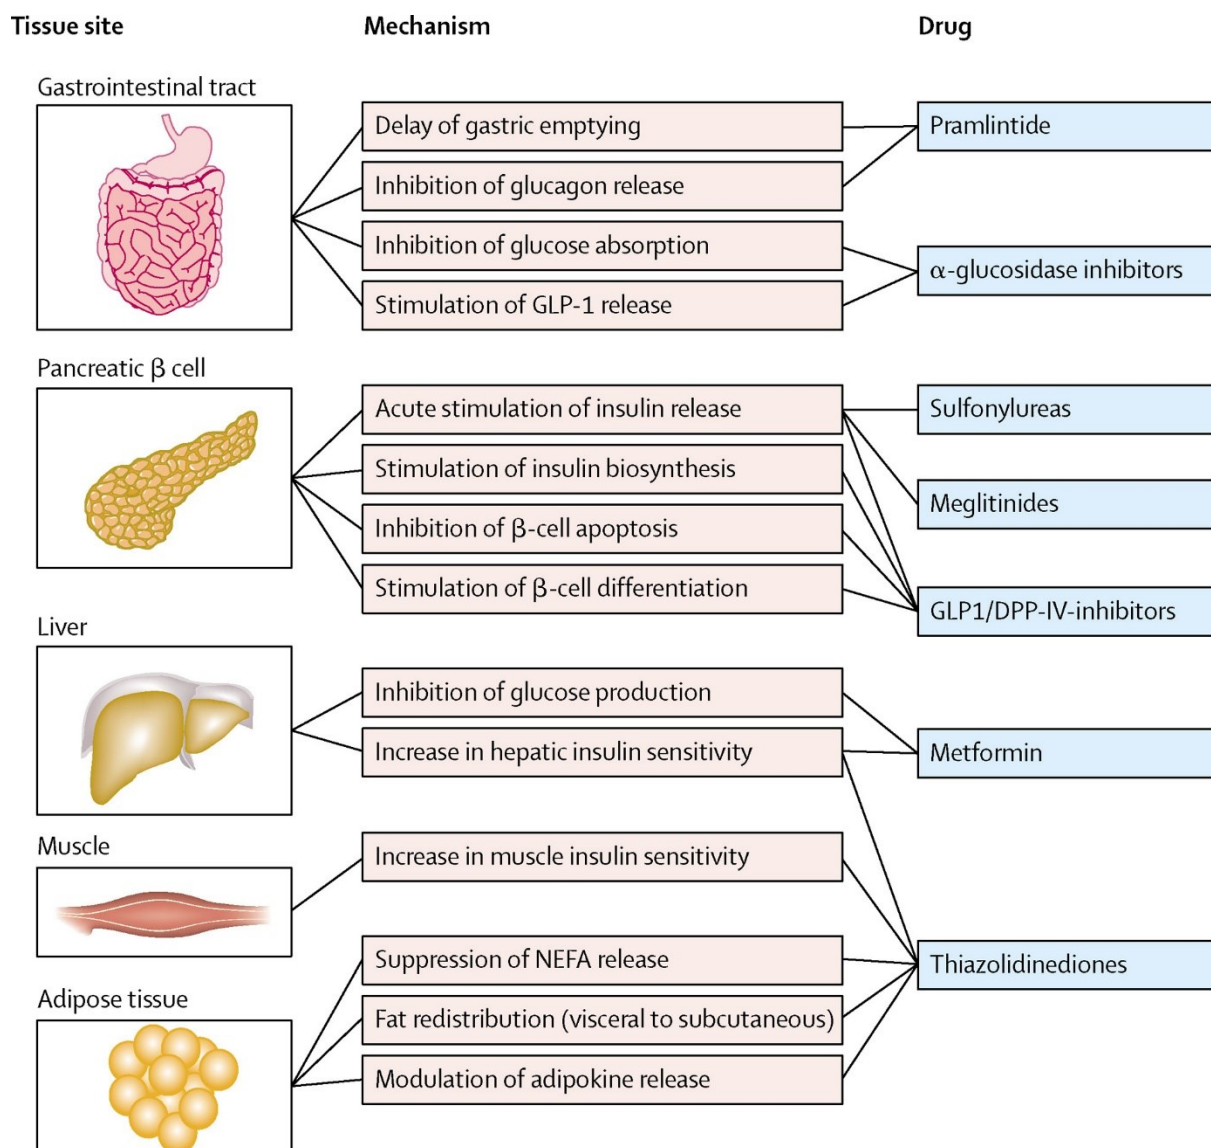 Tissue site
Mechanism
Drug
Gastrointestinal tract
Delay of gastric emptying
Inhibition of glucagon release
Inhibition of glucose absorption
Stimulation of GLP-1 release
Pramlintide
α-glucosidase inhibitors
Pancreatic β cell
Acute stimulation of insulin release
Stimulation of insulin biosynthesis
Inhibition of β-cell apoptosis
Stimulation of β-cell differentiation
Sulfonylureas
Meglitinides
GLP1/DPP-IV-inhibitors
Liver
Inhibition of glucose production
Increase in hepatic insulin sensitivity
Metformin
Muscle
Increase in muscle insulin sensitivity
Adipose tissue
Suppression of NEFA release
Fat redistribution (visceral to subcutaneous)
Modulation of adipokine release
Thiazolidinediones